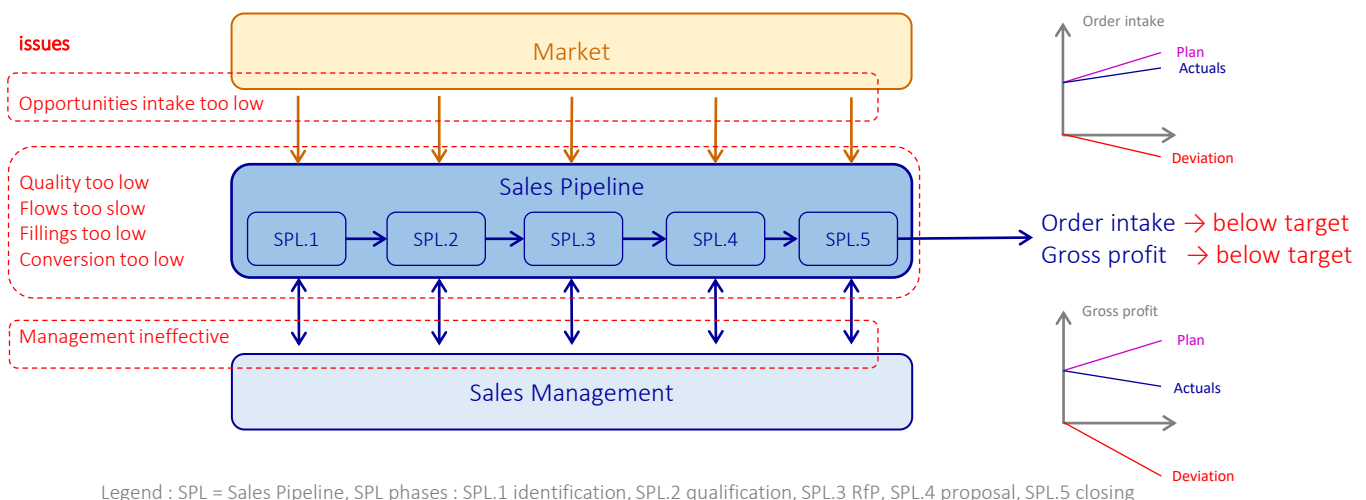 issues
Market
Opportunities intake too low
Order intake
Plan
Actuals
Deviation
Quality too low
Flows too slow
Fillings too low
Conversion too low
Sales Pipeline
SPL.1
SPL.2
SPL.3
SPL.4
SPL.5
Order intake → below target
Gross profit → below target
Management ineffective
Sales Management
Gross profit
Plan
Actuals
Deviation
Legend : SPL = Sales Pipeline, SPL phases : SPL.1 identification, SPL.2 qualification, SPL.3 RfP, SPL.4 proposal, SPL.5 closing